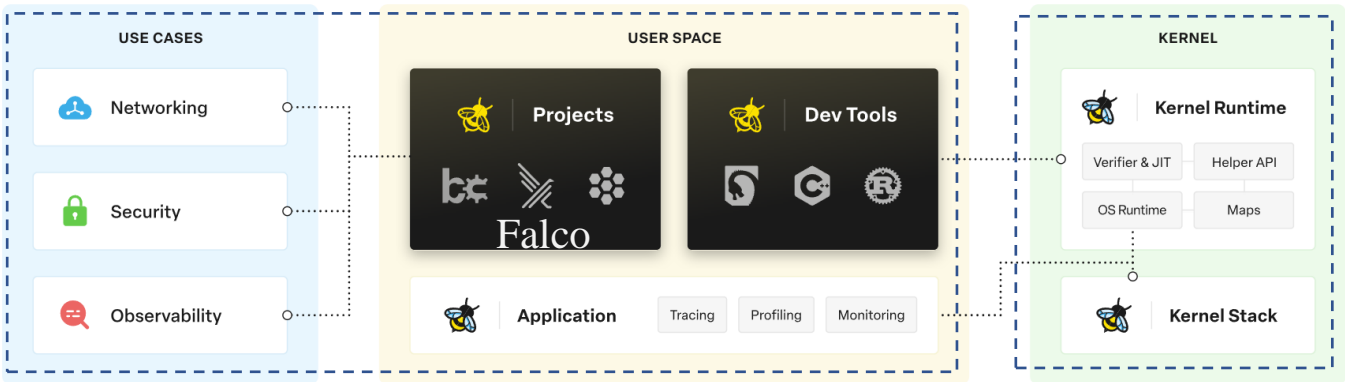 USE CASES
Networking
Security
Observability
USER SPACE
Projects
bc
Falco
Dev Tools
C++
R
Application
Tracing
Profiling
Monitoring
KERNEL
Kernel Runtime
Verifier & JIT
Helper API
OS Runtime
Maps
Kernel Stack